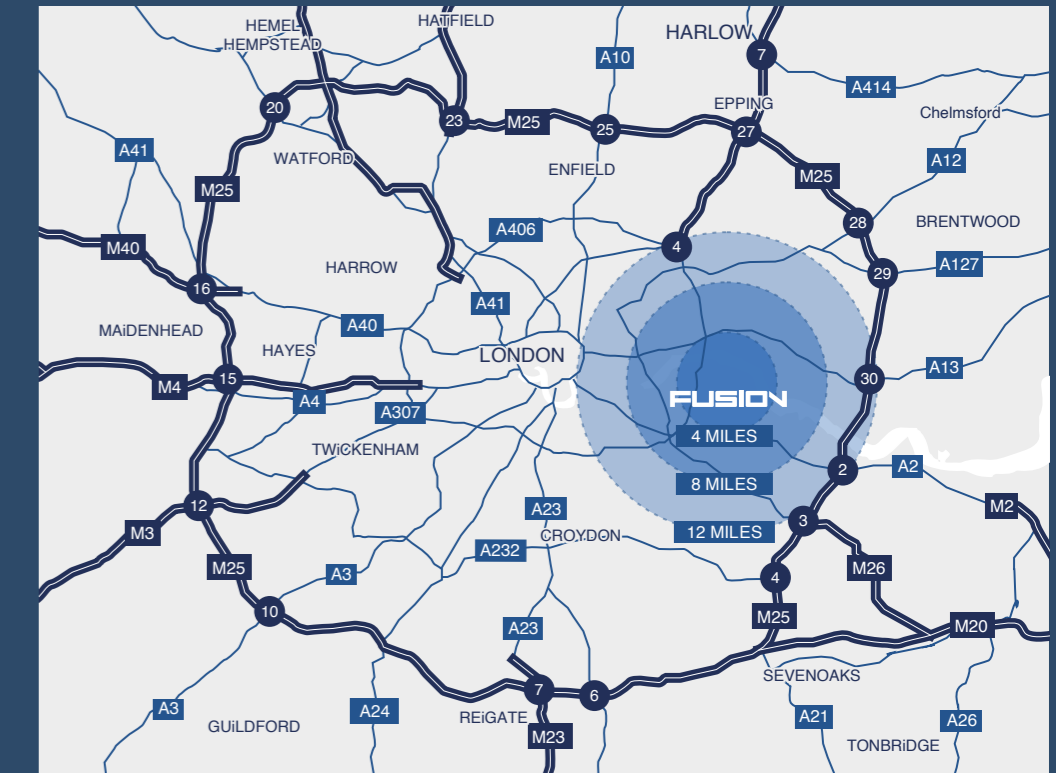 HATFIELD
HEMEL
HEMPSTEAD
HARLOW
7
A10
A414
EPPING
20
Chelmsford
23
M25
25
27
A41
WATFORD
ENFIELD
A12
M25
M25
28
BRENTWOOD
A406
M40
4
HARROW
29
A127
16
A41
MAiDENHEAD
A40
HAYES
LONDON
M4
15
30
A13
A4
FUSION
A307
4 MILES
TWiCKENHAM
2
A2
8 MILES
12
A23
M2
3
M3
12 MILES
CROYDON
A232
M25
M26
A3
4
10
M25
A23
M20
SEVENOAKS
7
6
A3
A24
REiGATE
A21
A26
GUiLDFORD
M23
TONBRiDGE